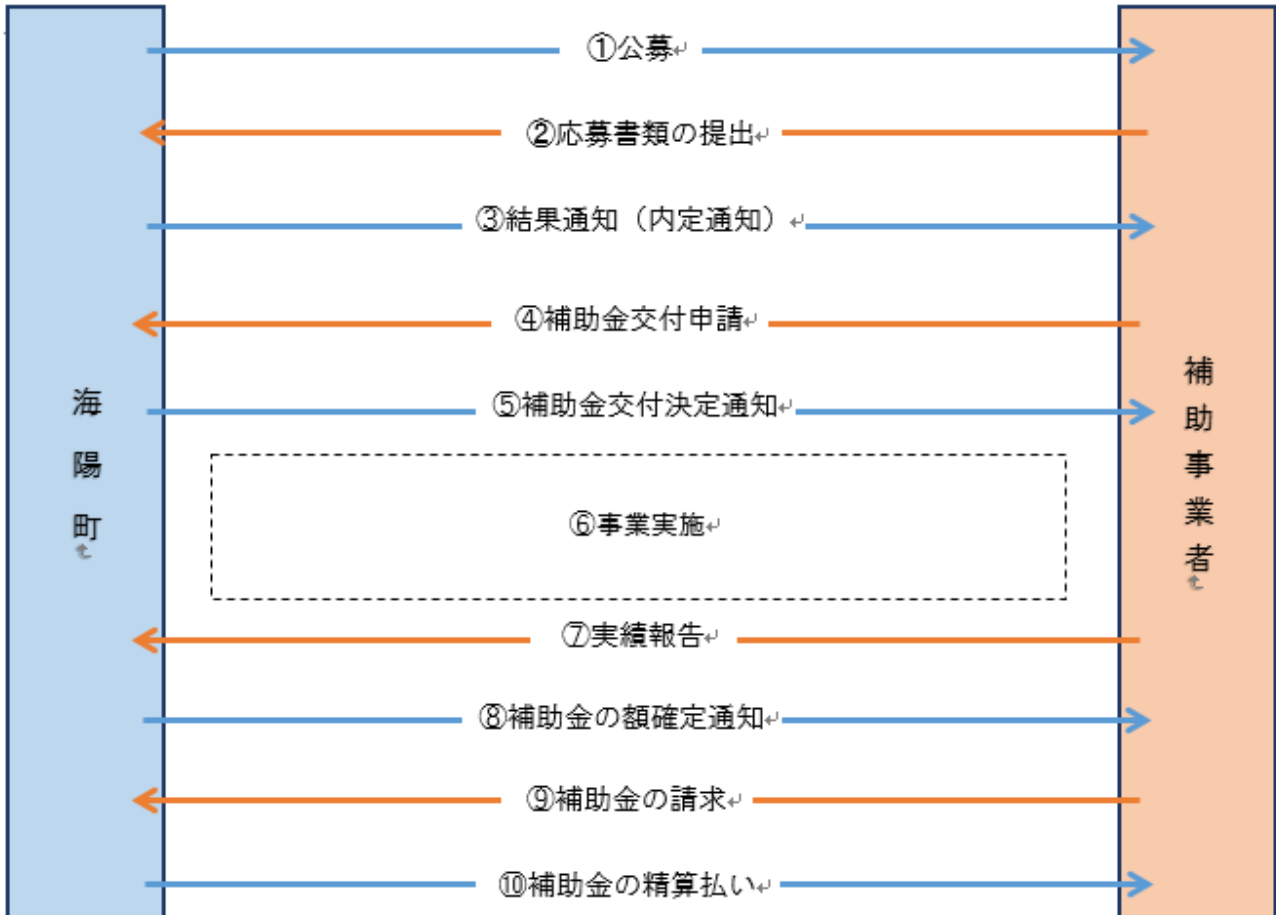 ①公募
②応募書類の提出
③結果通知（内定通知）
④補助金交付申請
⑤補助金交付決定通知
⑥事業実施
⑦実績報告
⑧補助金の額確定通知
⑨補助金の請求
⑩補助金の精算払い
海陽町
補助事業者